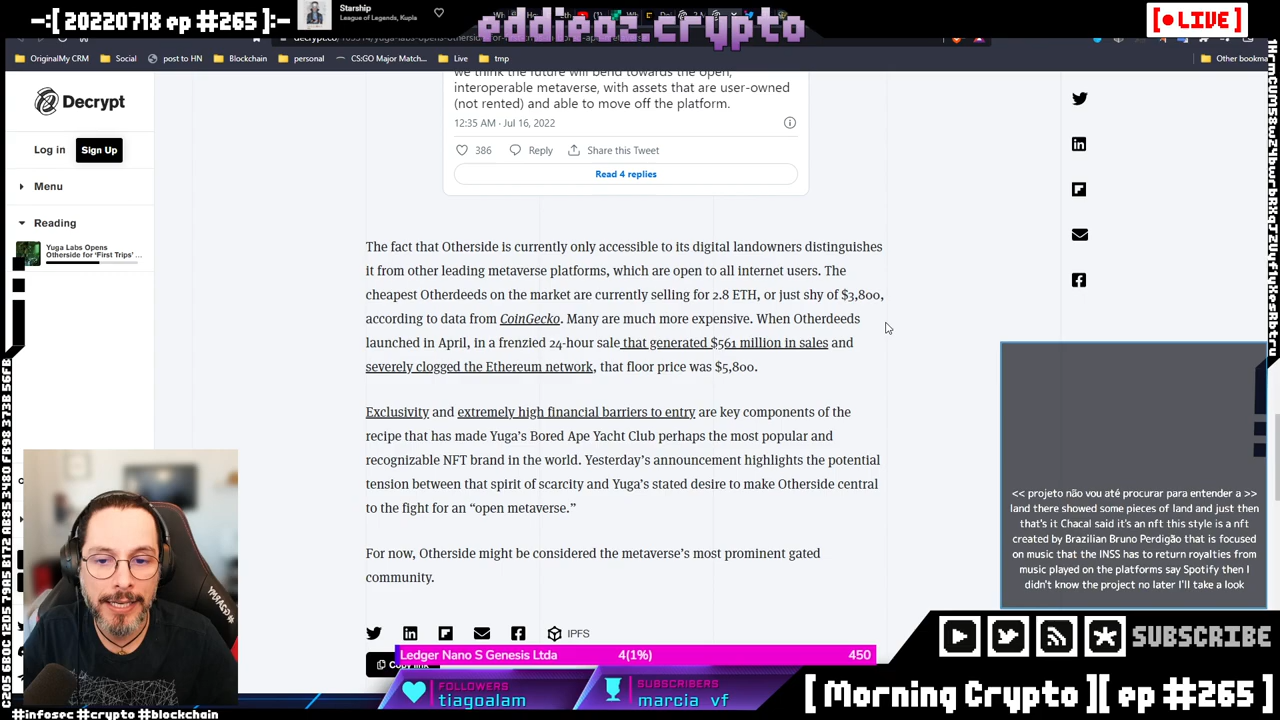 -:[ 20220718 ep #265 ]:-
Starship
League of Legends, Kupla
odditoz.crypto
[ • LIVE ]
OriginalMy CRM
Social
post to HN
Blockchain
personal
CS:GO Major Match...
Live
tmp
Other bookma
Decrypt
Log in
Sign Up
Menu
Reading
Yuga Labs Opens
Otherside for 'First Trips' ...
we think the future will bend towards the open,
interoperable metaverse, with assets that are user-owned
(not rented) and able to move off the platform.
12:35 AM · Jul 16, 2022
386
Reply
Share this Tweet
Read 4 replies
The fact that Otherside is currently only accessible to its digital landowners distinguishes
it from other leading metaverse platforms, which are open to all internet users. The
cheapest Otherdeeds on the market are currently selling for 2.8 ETH, or just shy of $3,800,
according to data from CoinGecko. Many are much more expensive. When Otherdeeds
launched in April, in a frenzied 24-hour sale that generated $561 million in sales and
severely clogged the Ethereum network, that floor price was $5,800.
Exclusivity and extremely high financial barriers to entry are key components of the
recipe that has made Yuga's Bored Ape Yacht Club perhaps the most popular and
recognizable NFT brand in the world. Yesterday's announcement highlights the potential
tension between that spirit of scarcity and Yuga's stated desire to make Otherside central
to the fight for an “open metaverse.”
For now, Otherside might be considered the metaverse's most prominent gated
community.
IPFS
Copy link
<< projeto não vou até procurar para entender a >>
land there showed some pieces of land and just then
that's it Chacal said it's an nft this style is a nft
created by Brazilian Bruno Perdigão that is focused
on music that the INSS has to return royalties from
music played on the platforms say Spotify then I
didn't know the project no later I'll take a look
Ledger Nano S Genesis Ltda 4(1%) 450
FOLLOWERS
tiagoalam
SUBSCRIBERS
marcia_vf
SUBSCRIBE
[ Morning Crypto ][ ep #265 ]
#infosec #crypto #blockchain